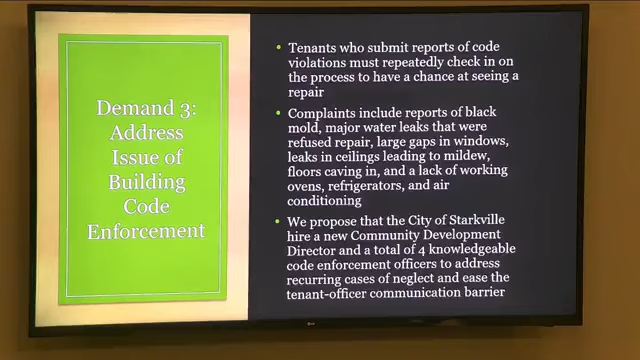 Demand 3:
Address
Issue of
Building
Code
Enforcement
• Tenants who submit reports of code
violations must repeatedly check in on
the process to have a chance at seeing a
repair
• Complaints include reports of black
mold, major water leaks that were
refused repair, large gaps in windows,
leaks in ceilings leading to mildew,
floors caving in, and a lack of working
ovens, refrigerators, and air
conditioning
• We propose that the City of Starkville
hire a new Community Development
Director and a total of 4 knowledgeable
code enforcement officers to address
recurring cases of neglect and ease the
tenant-officer communication barrier